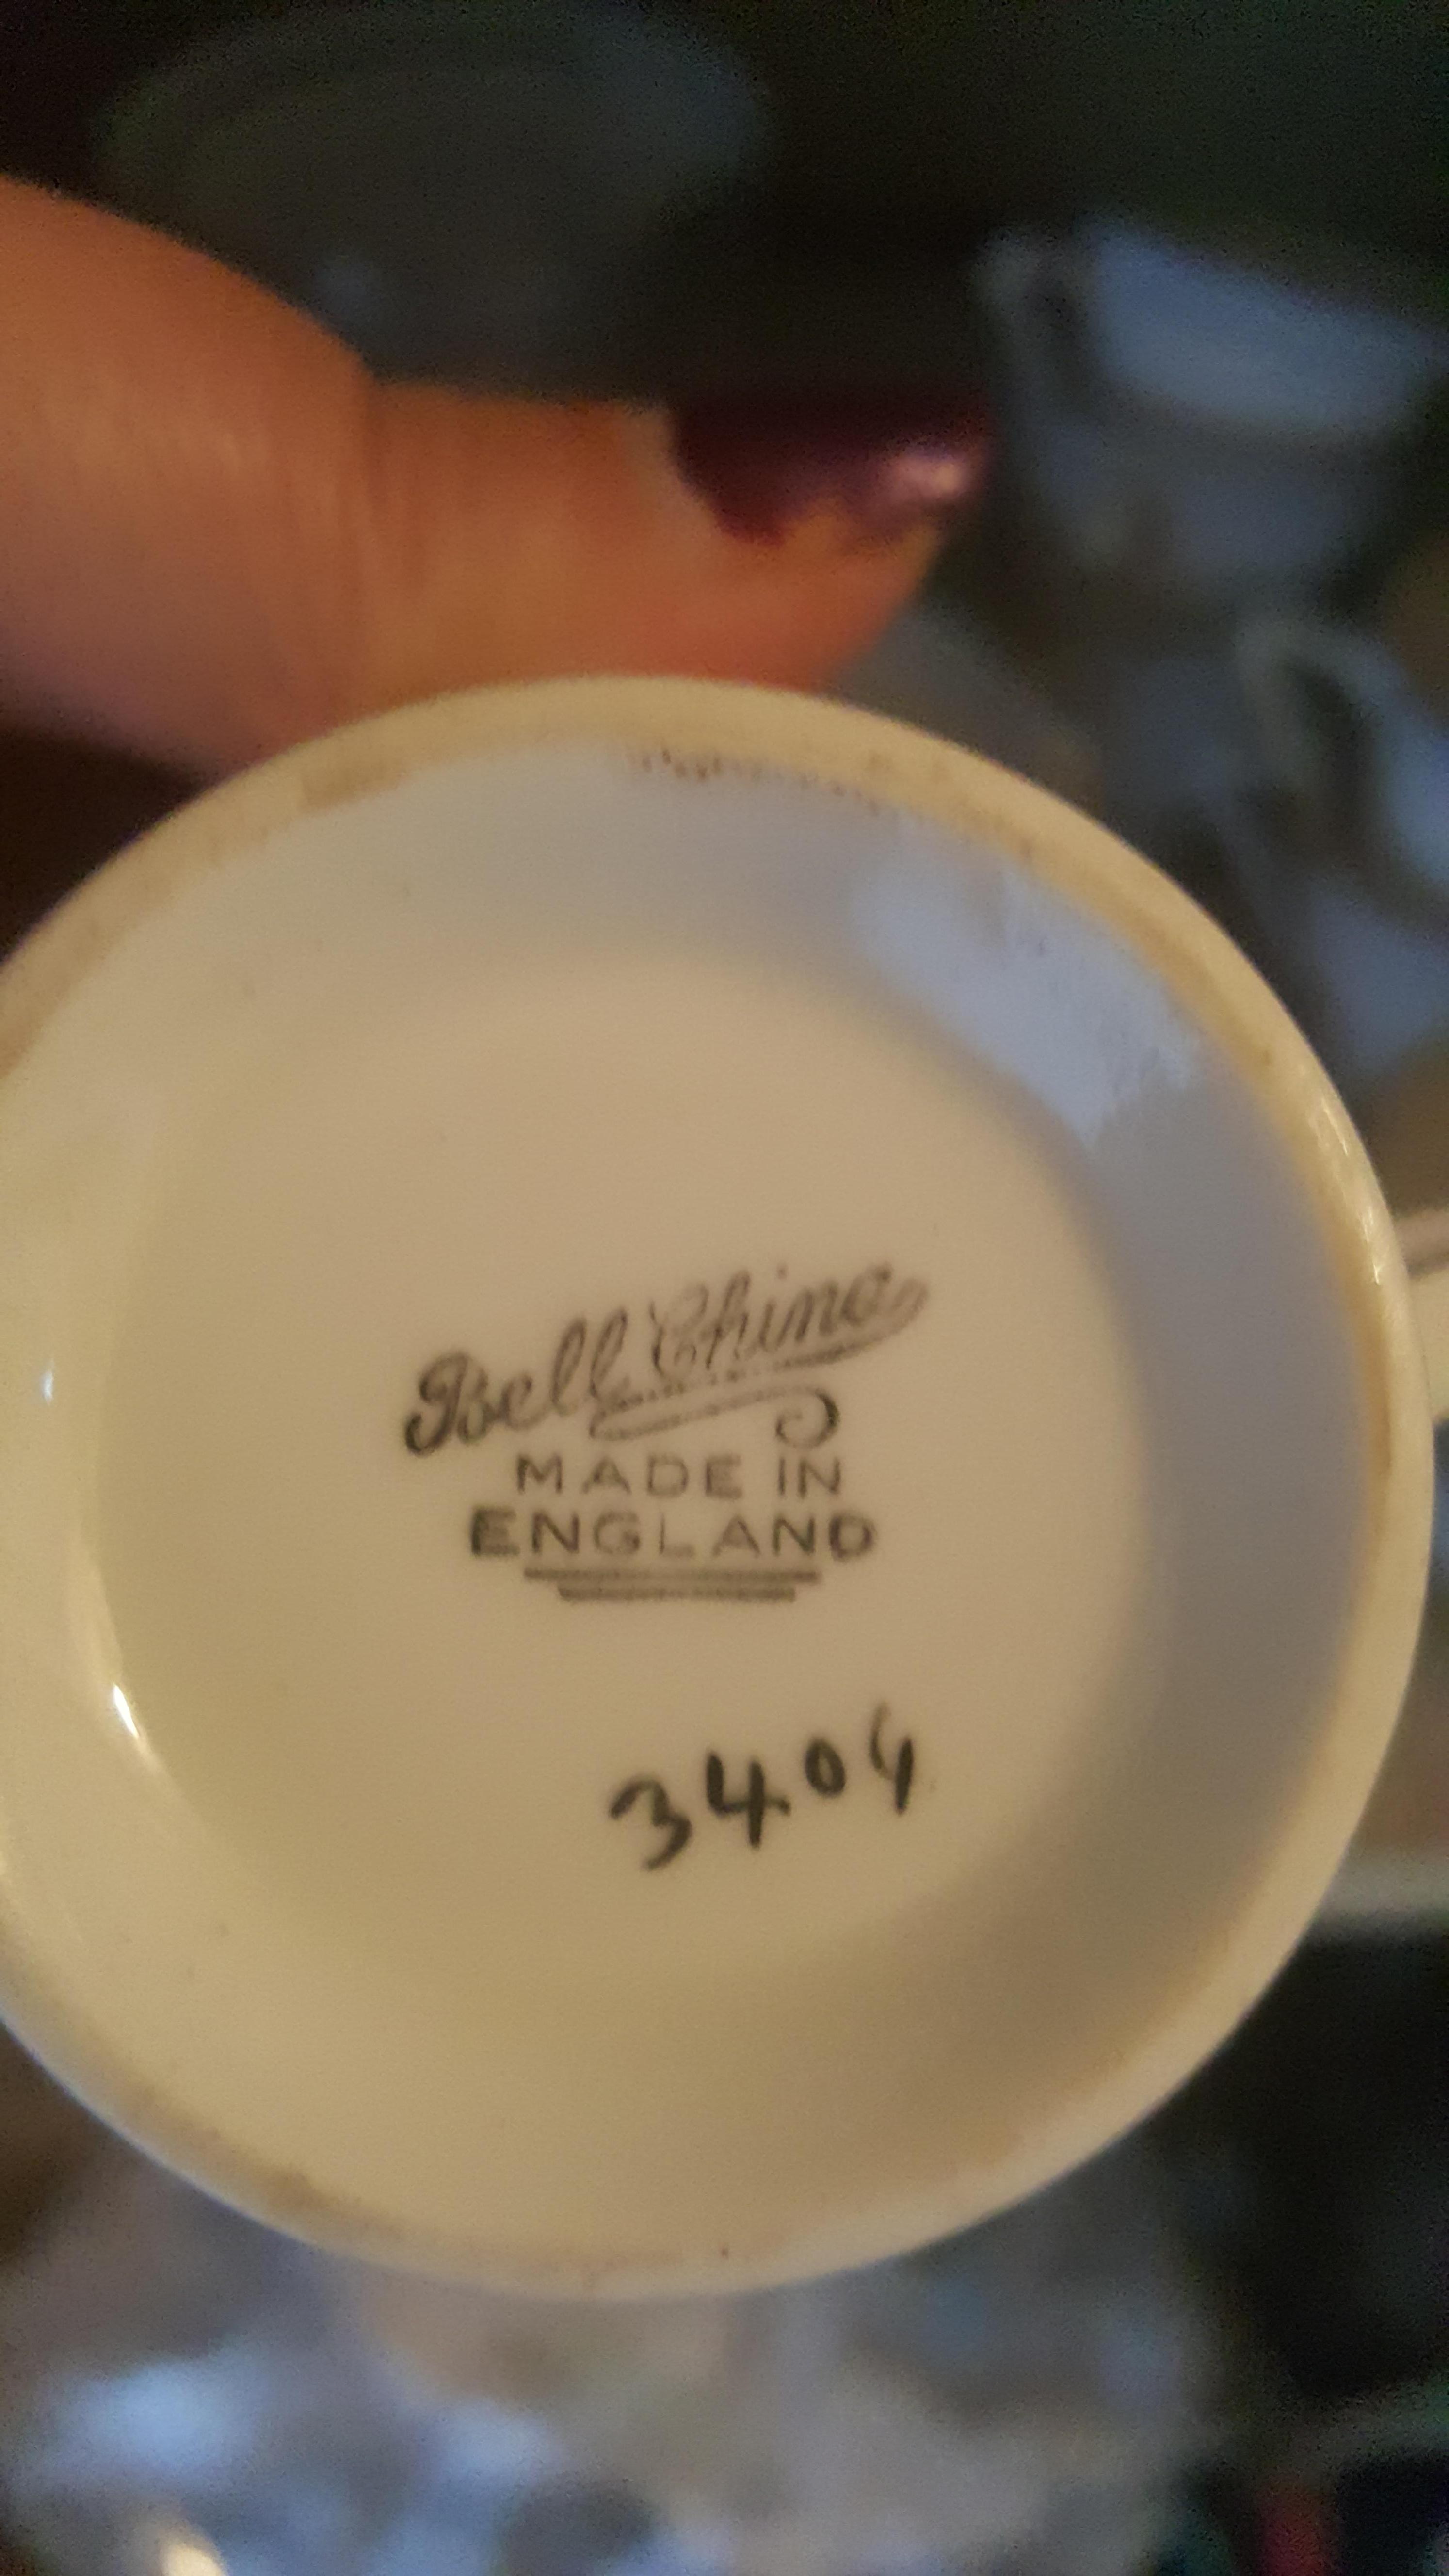 Bell China
MADE IN
ENGLAND
3404